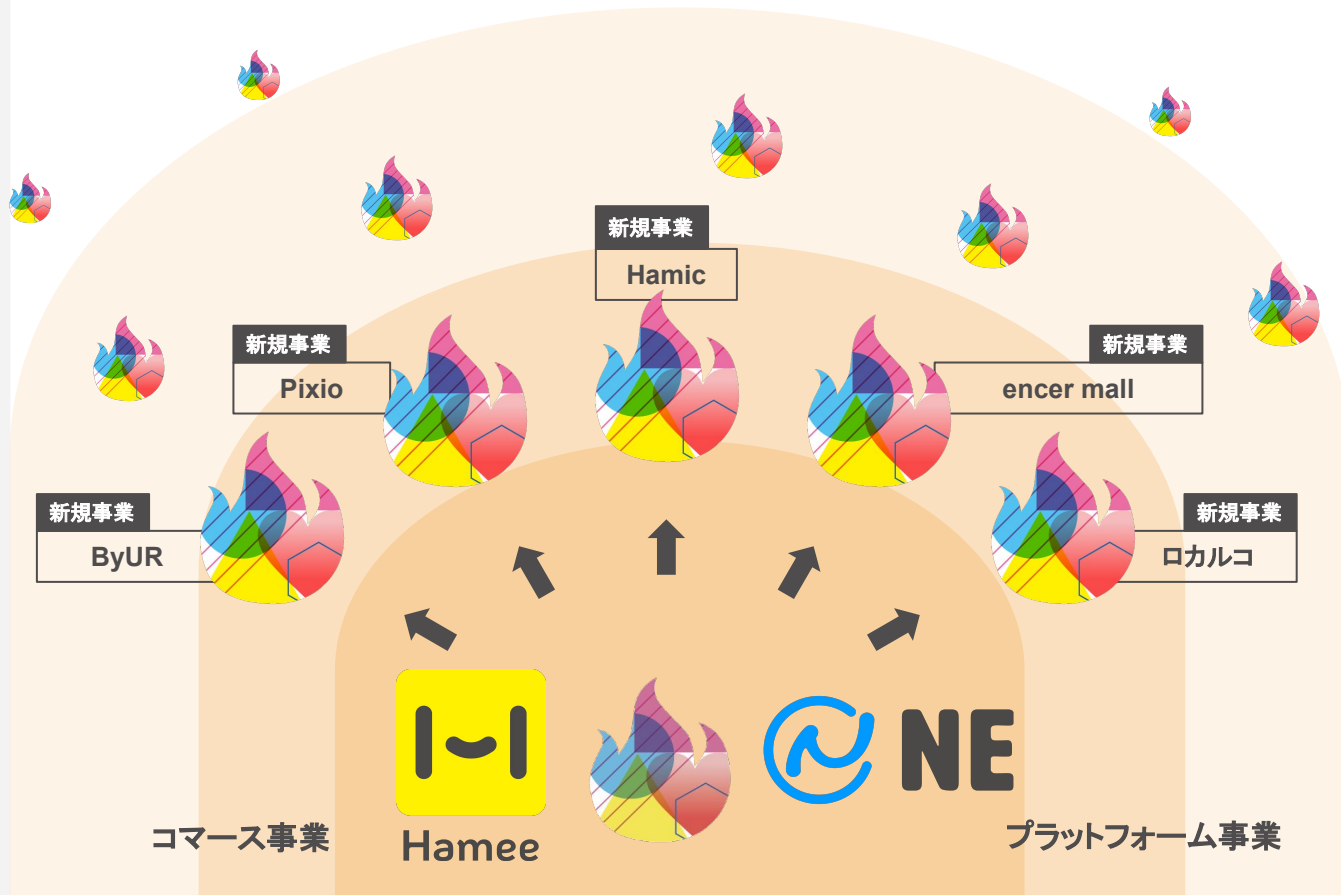 新規事業
Hamic
新規事業
Pixio
新規事業
encer mall
新規事業
ByUR
新規事業
ロカルコ
NE
コマース事業
Hamee
プラットフォーム事業